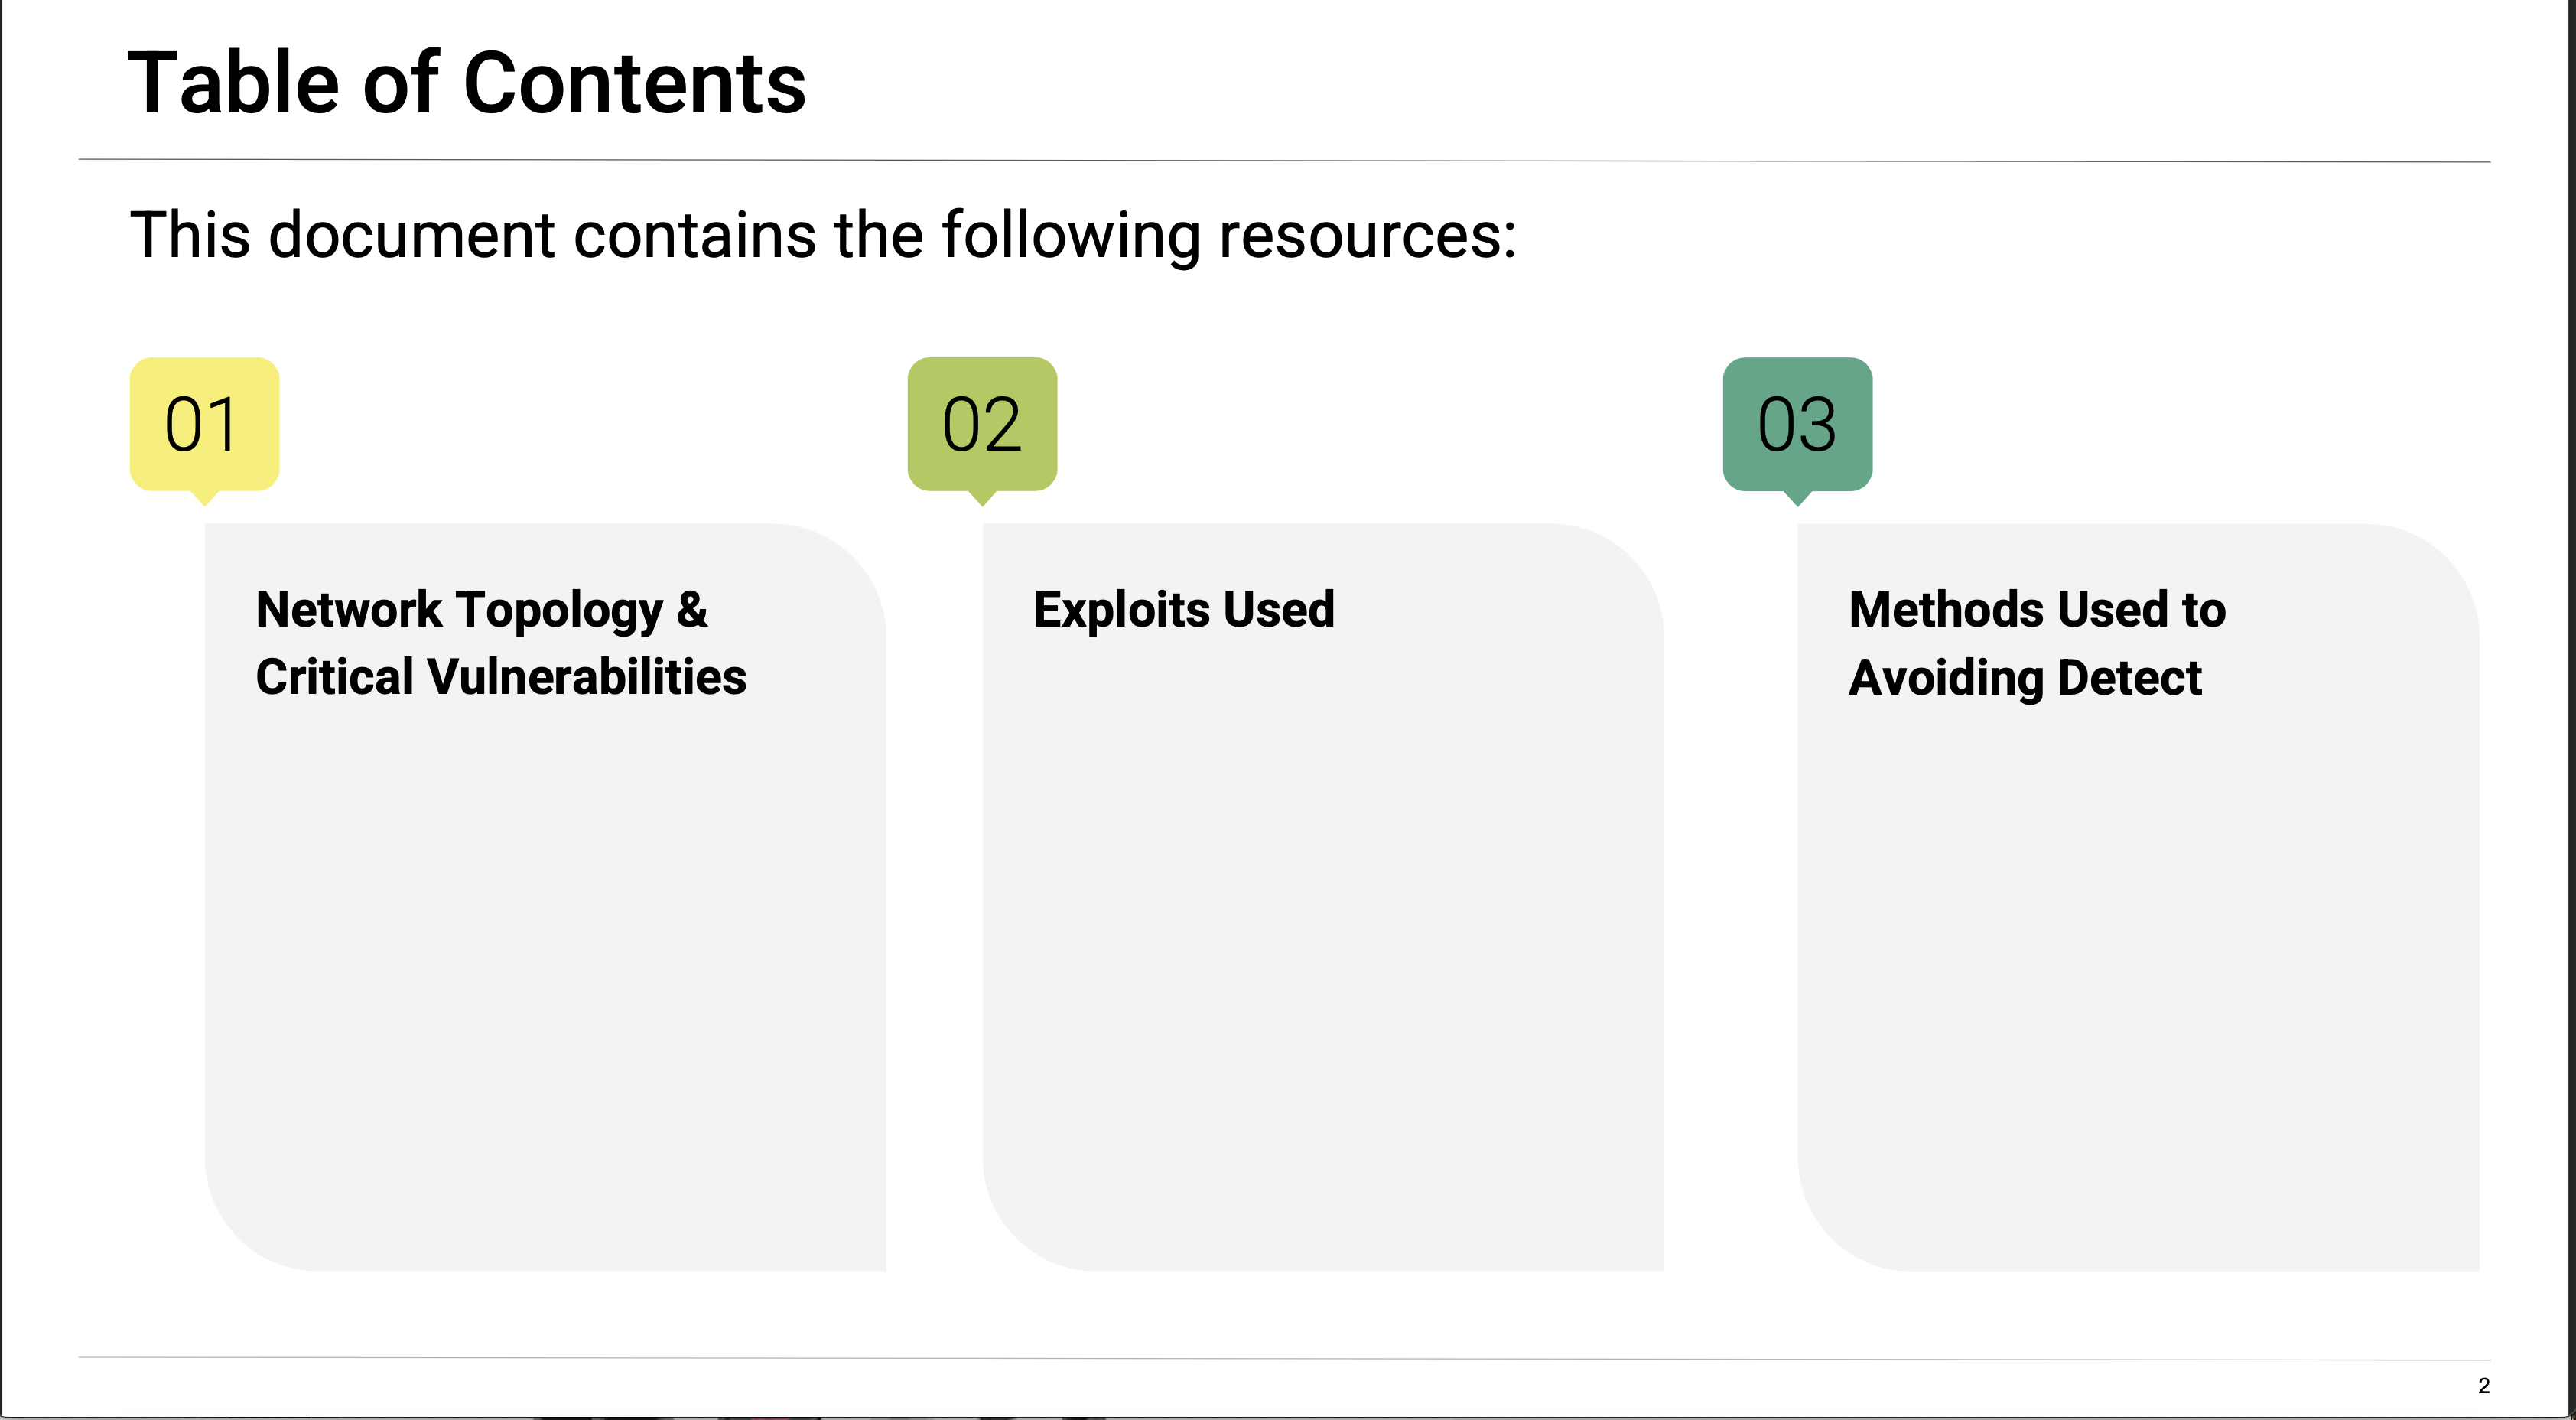 Table of Contents
This document contains the following resources:
01
Network Topology &
Critical Vulnerabilities
02
Exploits Used
03
Methods Used to
Avoiding Detect
2